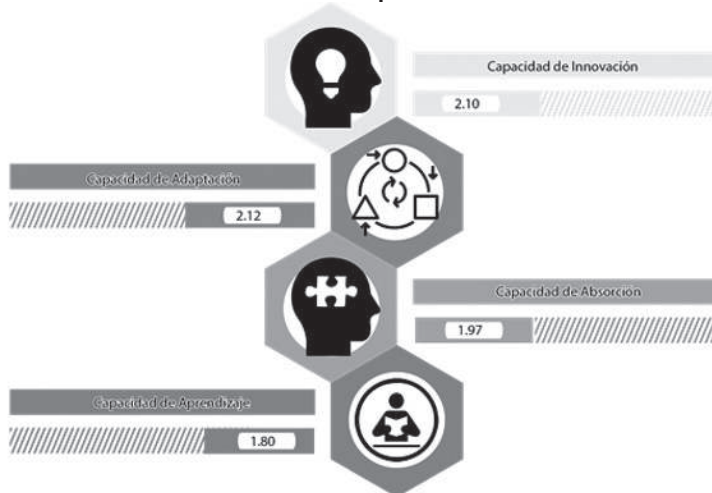 Capacidad de Innovación
2.10
Capacidad de Adaptación
2.12
Capacidad de Absorción
1.97
Capacidad de Aprendizaje
1.80